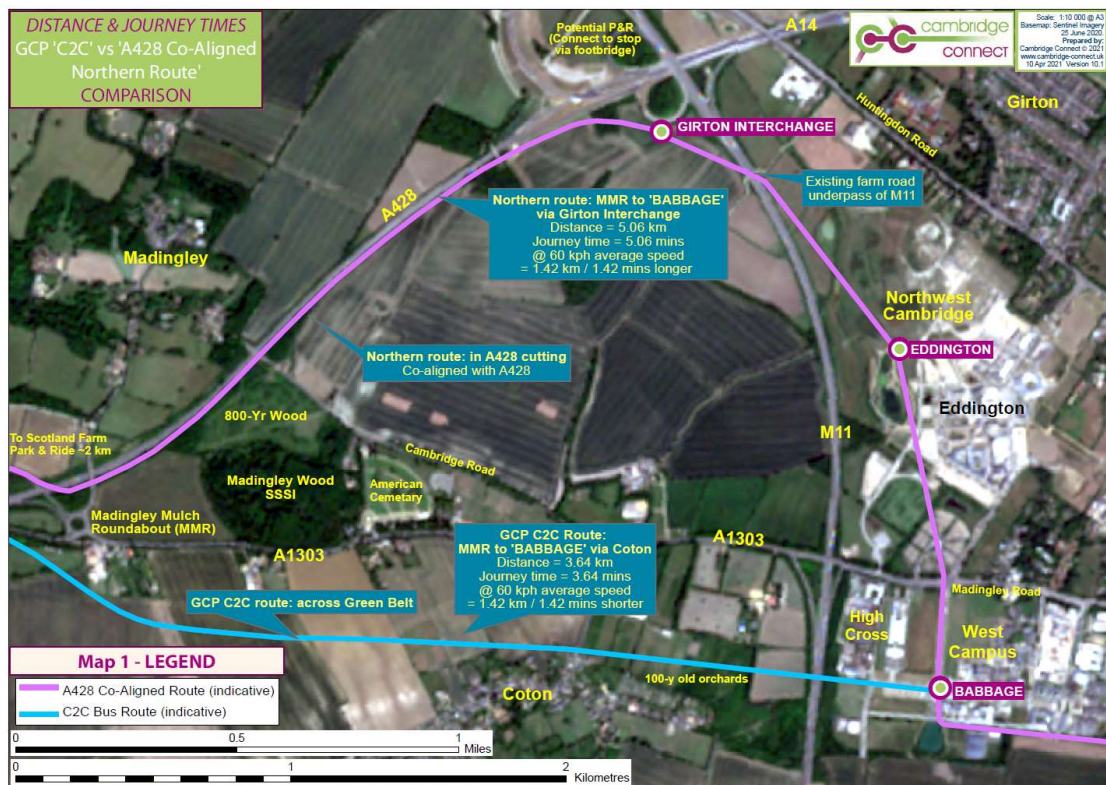 DISTANCE & JOURNEY TIMES
GCP 'C2C' vs 'A428 Co-Aligned
Northern Route'
COMPARISON
Potential P&R
(Connect to stop
via footbridge)
A14
cambridge
connect
Scale: 1:10 000 @ A3
Basemap: Sentinel Imagery
25 June 2020.
Prepared by:
Cambridge Connect © 2021
www.cambridge-connect.uk
10 Apr 2021 Version 10.1
Girton
Huntingdon Road
GIRTON INTERCHANGE
Existing farm road
underpass of M11
A428
Northern route: MMR to 'BABBAGE'
via Girton Interchange
Distance = 5.06 km
Journey time = 5.06 mins
@ 60 kph average speed
= 1.42 km / 1.42 mins longer
Madingley
Northwest
Cambridge
EDDINGTON
Northern route: in A428 cutting
Co-aligned with A428
Eddington
800-Yr Wood
To Scotland Farm
Park & Ride ~2 km
M11
Cambridge Road
Madingley Wood
SSSI
American
Cemetary
Madingley Mulch
Roundabout (MMR)
A1303
A1303
GCP C2C Route:
MMR to 'BABBAGE' via Coton
Distance = 3.64 km
Journey time = 3.64 mins
@ 60 kph average speed
= 1.42 km / 1.42 mins shorter
Madingley Road
GCP C2C route: across Green Belt
High
Cross
West
Campus
Map 1 - LEGEND
A428 Co-Aligned Route (indicative)
C2C Bus Route (indicative)
Coton
100-y old orchards
BABBAGE
0 0.5 1
Miles
0 1 2
Kilometres